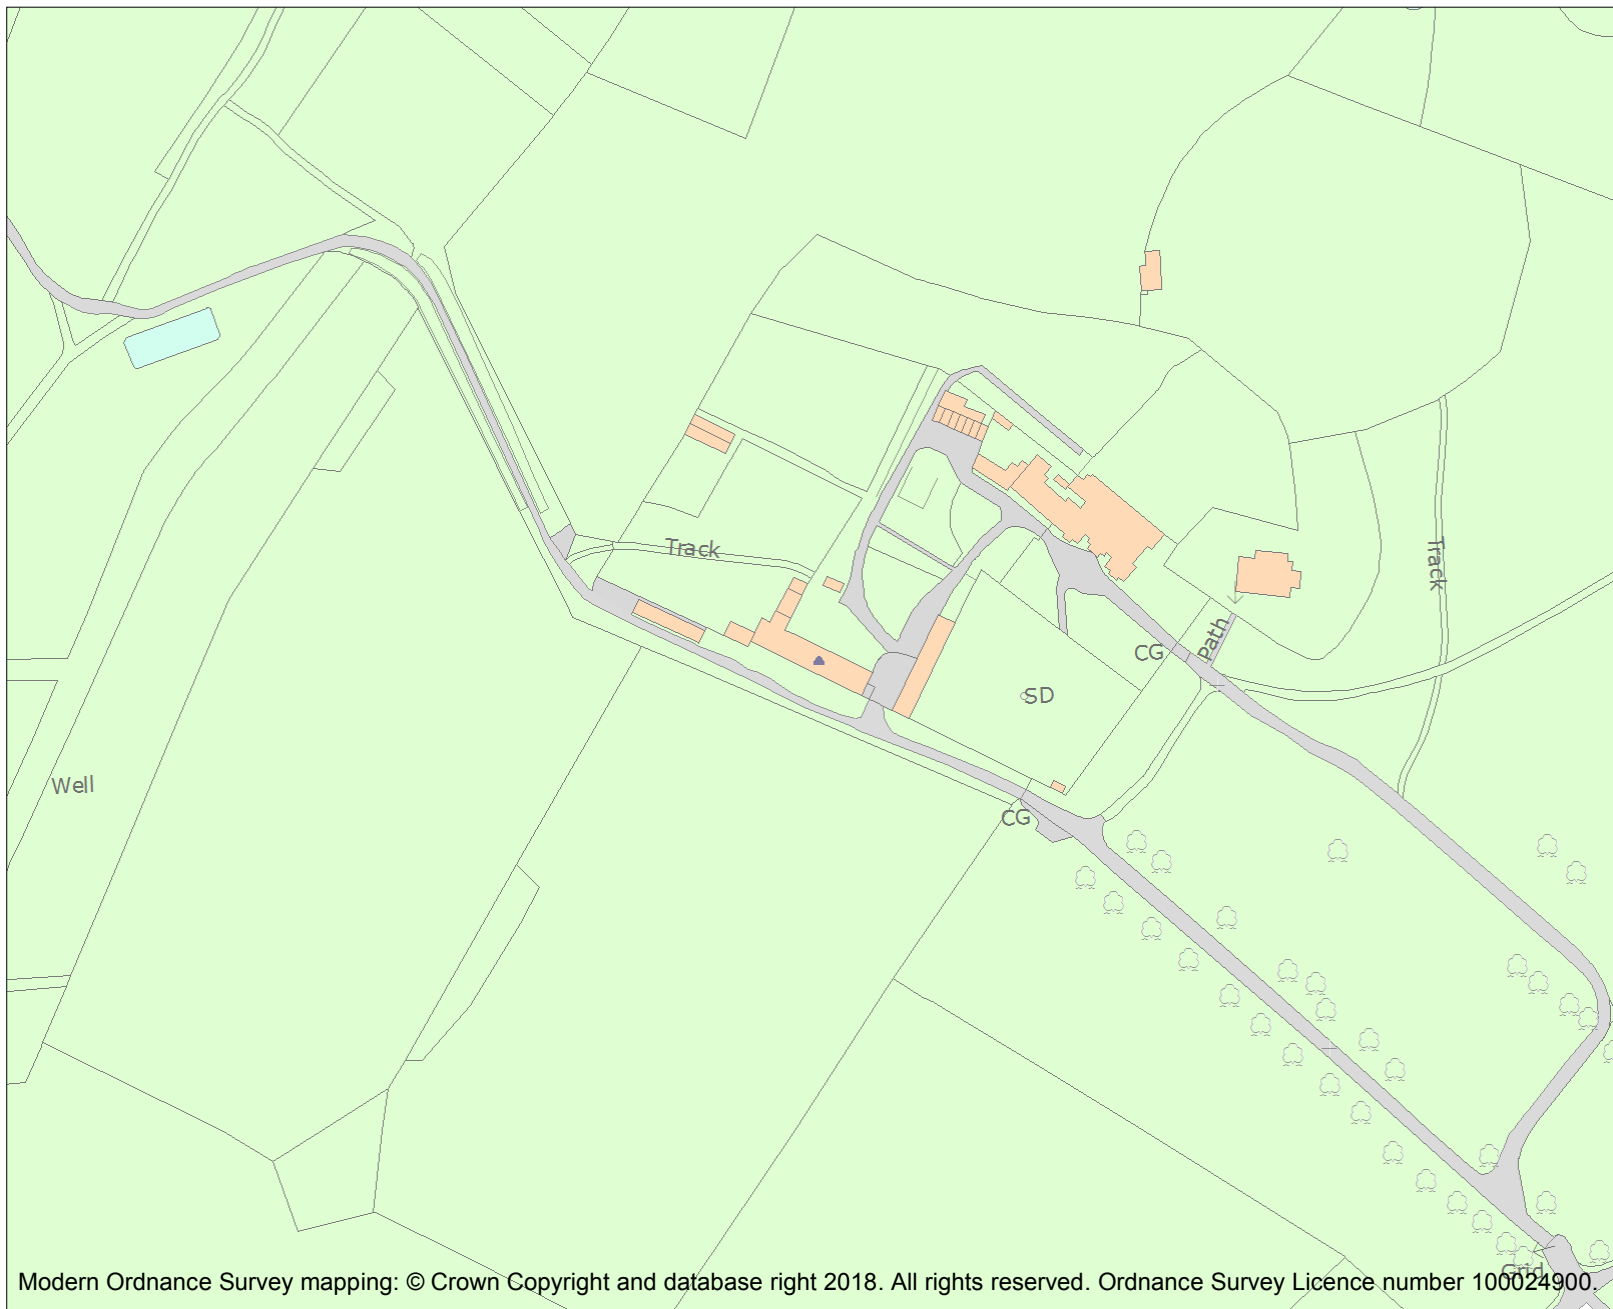 Track
Track
Path
CG
SD
Well
CG
Grid
Modern Ordnance Survey mapping: © Crown Copyright and database right 2018. All rights reserved. Ordnance Survey Licence number 100024900.